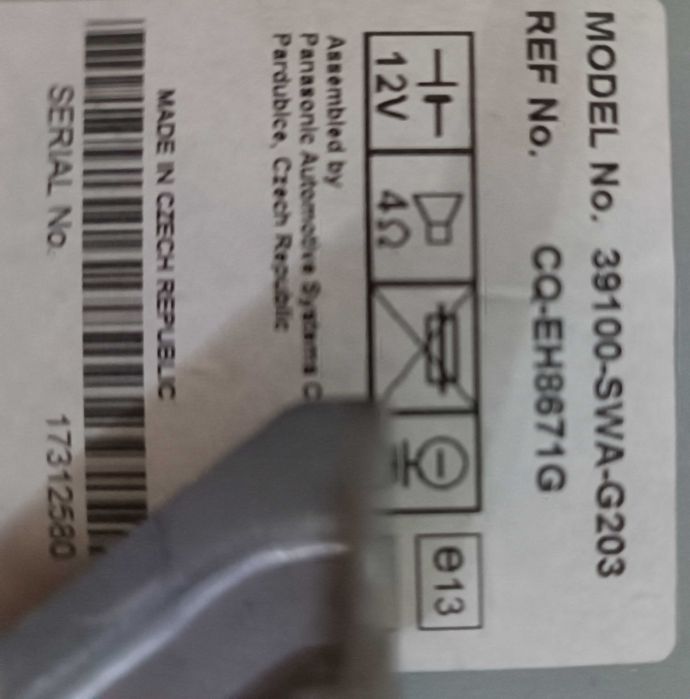 MODEL No. 39100-SWA-G203
REF No. CQ-EH8671G
12V 4Ω
e13
Assembled by
Panasonic Automotive Systems C
Pardubice, Czech Republic
MADE IN CZECH REPUBLIC
SERIAL No. 17312580